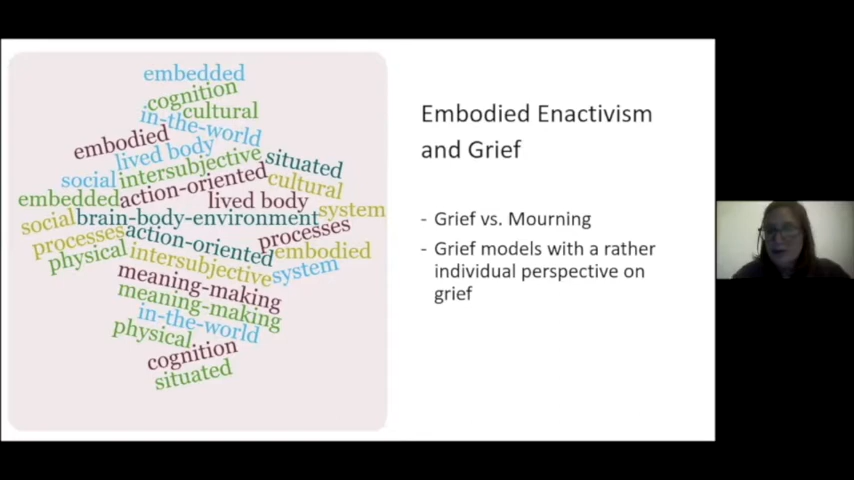 embedded
cognition
cultural
in-the-world
embodied
lived body
intersubjective
situated
social
action-oriented
cultural
embedded
lived body
system
social
brain-body-environment
processes
action-oriented
processes
embodied
physical
intersubjective
system
meaning-making
meaning-making
in-the-world
physical
cognition
situated
Embodied Enactivism
and Grief
- Grief vs. Mourning
- Grief models with a rather
individual perspective on
grief